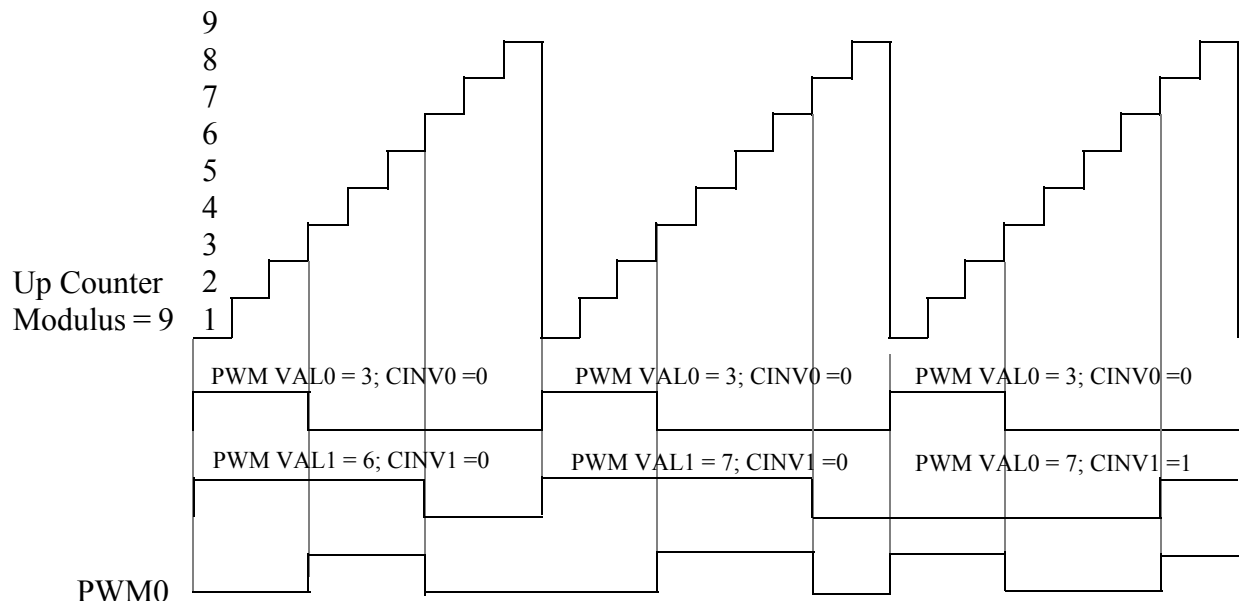 9
8
7
6
5
4
3
Up Counter 2
Modulus = 9 1
PWM VAL0 = 3; CINV0 =0 PWM VAL0 = 3; CINV0 =0 PWM VAL0 = 3; CINV0 =0
PWM VAL1 = 6; CINV1 =0 PWM VAL1 = 7; CINV1 =0 PWM VAL0 = 7; CINV1 =1
PWM0